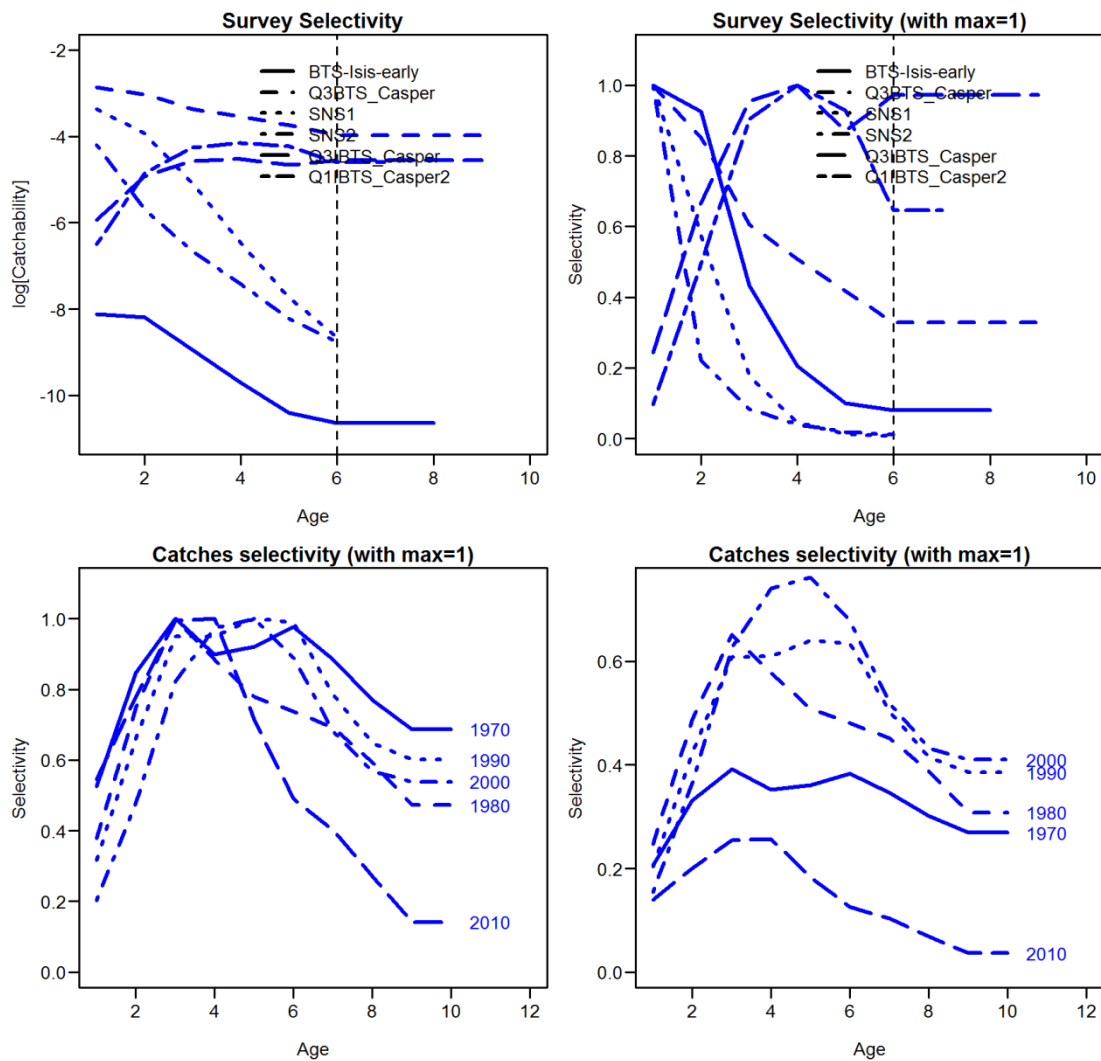 Survey Selectivity
-2
-4
-6
-8
-10
log[Catchability]
BTS-Isis-early
Q3BTS_Casper
SNS1
SNS2
Q3IBTS_Casper
Q1IBTS_Casper2
2 4 6 8 10
Age
Survey Selectivity (with max=1)
1.0
0.8
0.6
0.4
0.2
0.0
Selectivity
BTS-Isis-early
Q3BTS_Casper
SNS1
SNS2
Q3IBTS_Casper
Q1IBTS_Casper2
2 4 6 8 10
Age
Catches selectivity (with max=1)
1.0
0.8
0.6
0.4
0.2
0.0
Selectivity
1970
1990
2000
1980
2010
2 4 6 8 10 12
Age
Catches selectivity (with max=1)
0.6
0.4
0.2
0.0
Selectivity
2000
1990
1980
1970
2010
2 4 6 8 10 12
Age